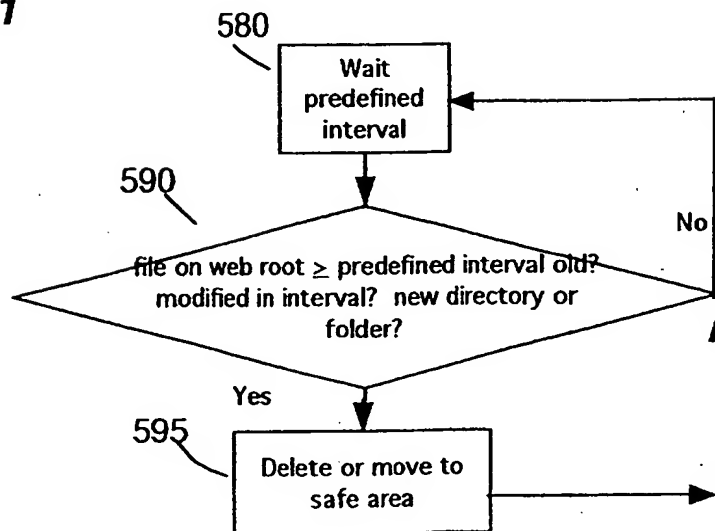 580
Wait
predefined
interval
590
No
file on web root ≥ predefined interval old?
modified in interval? new directory or
folder?
Yes
595
Delete or move to
safe area